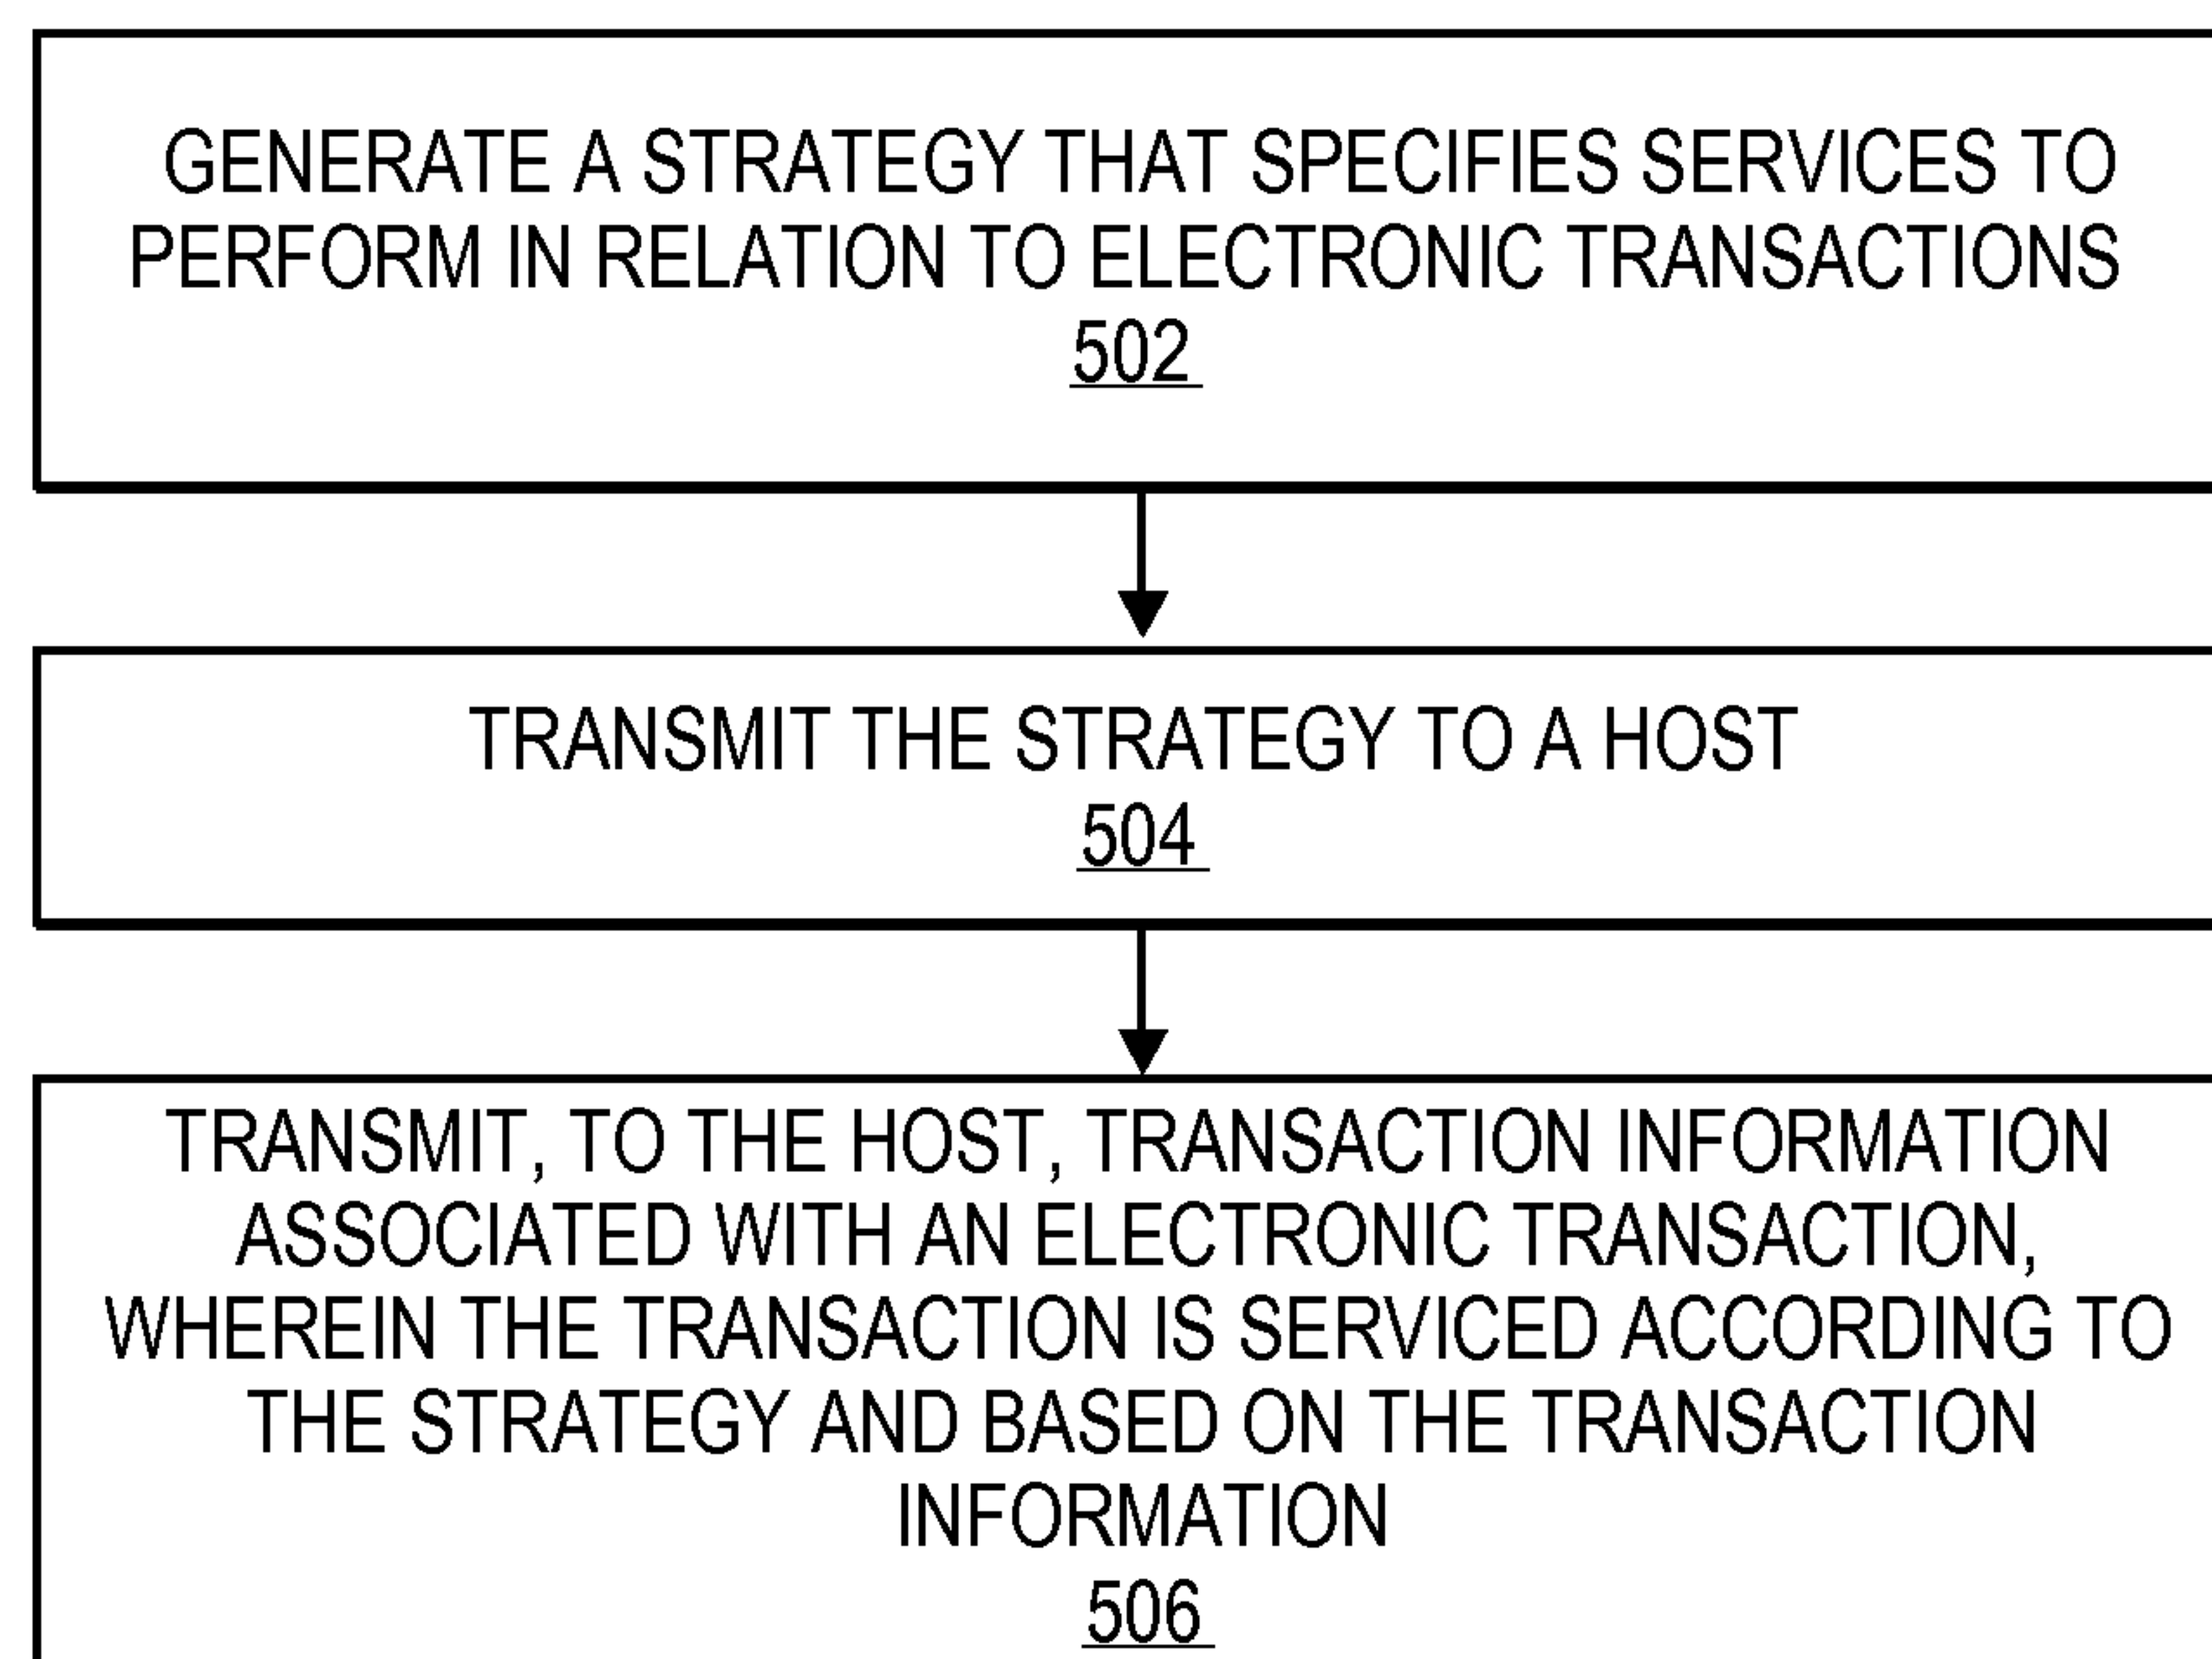 GENERATE A STRATEGY THAT SPECIFIES SERVICES TO
PERFORM IN RELATION TO ELECTRONIC TRANSACTIONS
502
TRANSMIT THE STRATEGY TO A HOST
504
TRANSMIT, TO THE HOST, TRANSACTION INFORMATION
ASSOCIATED WITH AN ELECTRONIC TRANSACTION,
WHEREIN THE TRANSACTION IS SERVICED ACCORDING TO
THE STRATEGY AND BASED ON THE TRANSACTION
INFORMATION
506